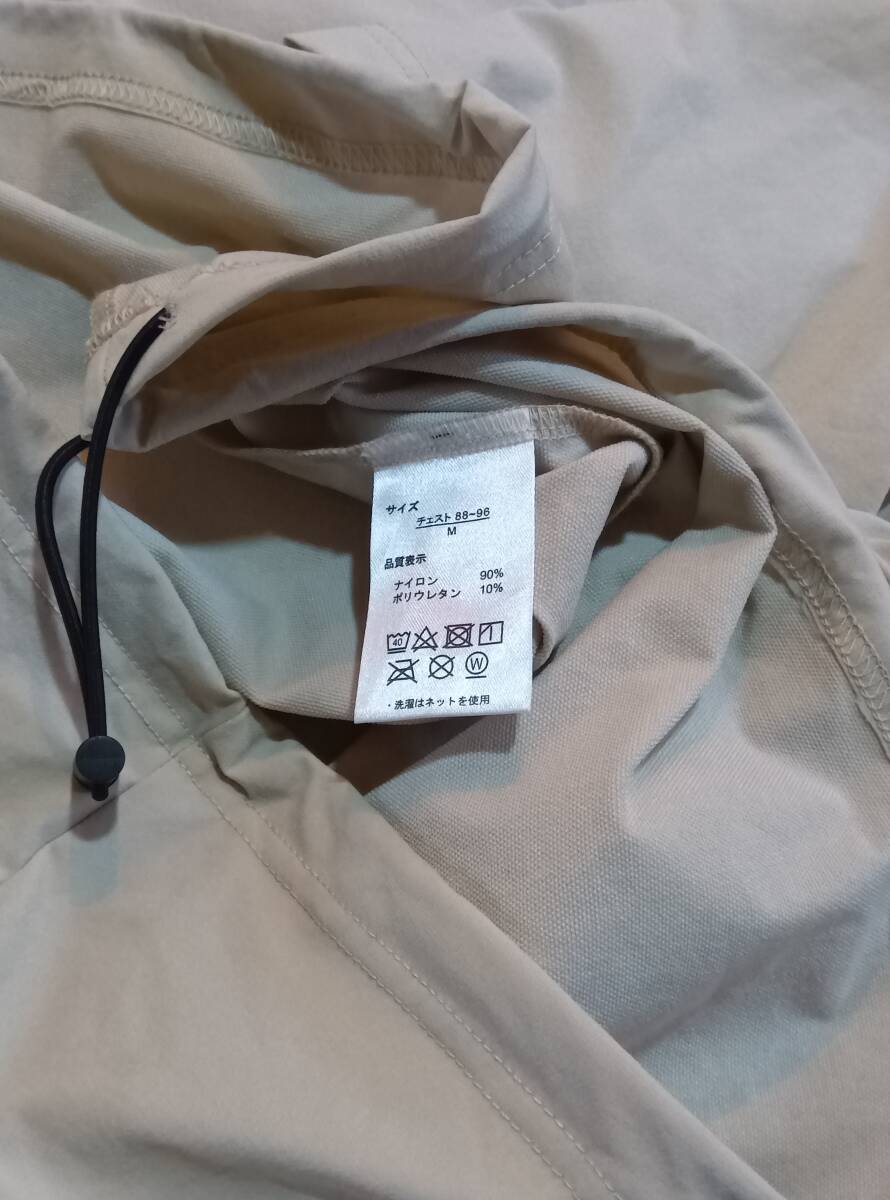 サイズ
チェスト 88-96
M
品質表示
ナイロン 90%
ポリウレタン 10%
40
W
・洗濯はネットを使用